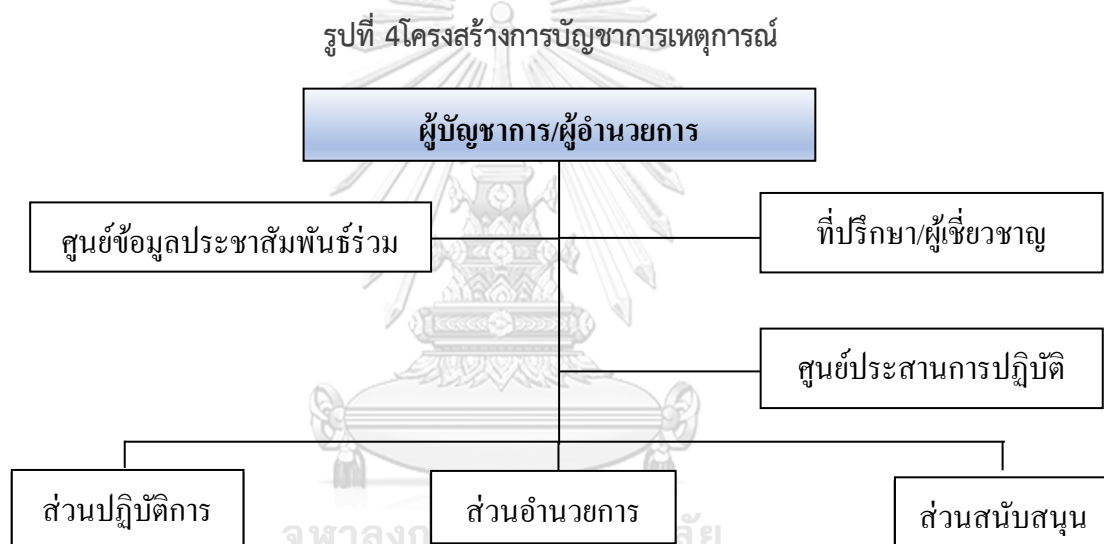 รูปที่ 4โครงสร้างการบัญชาการเหตุการณ์
ผู้บัญชาการ/ผู้อำนวยการ
ศูนย์ข้อมูลประชาสัมพันธ์ร่วม
ที่ปรึกษา/ผู้เชี่ยวชาญ
ศูนย์ประสานการปฏิบัติ
ส่วนปฏิบัติการ
ส่วนอำนวยการ
ส่วนสนับสนุน